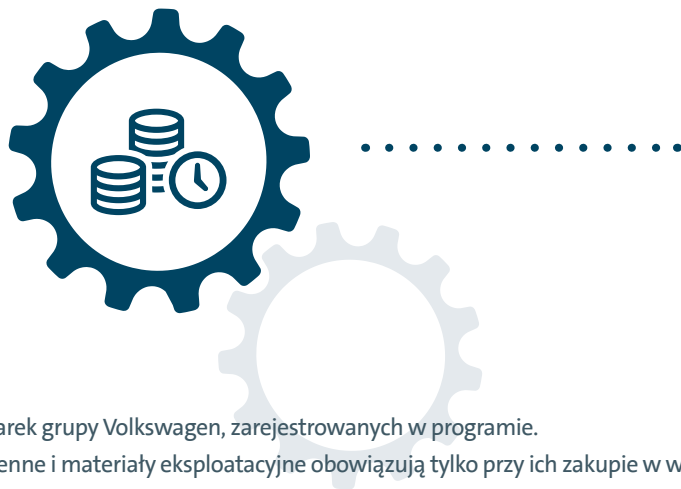 arek grupy Volkswagen, zarejestrowanych w programie.
enne i materiały eksploatacyjne obowiązują tylko przy ich zakupie w w